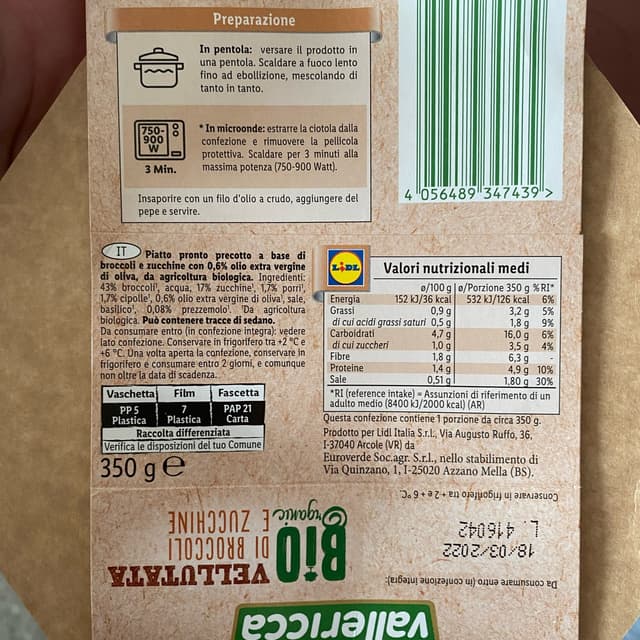 Preparazione
In pentola: versare il prodotto in
una pentola. Scaldare a fuoco lento
fino ad ebollizione, mescolando di
tanto in tanto.
750-
900
W
3 Min.
* In microonde: estrarre la ciotola dalla
confezione e rimuovere la pellicola
protettiva. Scaldare per 3 minuti alla
massima potenza (750-900 Watt).
Insaporire con un filo d'olio a crudo, aggiungere del
pepe e servire.
4 056489 347439 >
IT Piatto pronto precotto a base di
broccoli e zucchine con 0,6% olio extra vergine
di oliva, da agricoltura biologica. Ingredienti:
43% broccoli¹, acqua, 17% zucchine¹, 1,7% porri¹,
1,7% cipolle¹, 0,6% olio extra vergine di oliva¹, sale,
basilico¹, 0,08% prezzemolo¹. ¹Da agricoltura
biologica. Può contenere tracce di sedano.
Da consumare entro (in confezione integra): vedere
lato confezione. Conservare in frigorifero tra +2 °C e
+6 °C. Una volta aperta la confezione, conservare in
frigorifero e consumare entro 2 giorni, e comunque
non oltre la data di scadenza.
Vaschetta Film Fascetta
PP 5 7 PAP 21
Plastica Plastica Carta
Raccolta differenziata
Verifica le disposizioni del tuo Comune
350 g ℮
LIDL
Valori nutrizionali medi
ø/100 g ø/Porzione 350 g %RI*
Energia 152 kJ/36 kcal 532 kJ/126 kcal 6%
Grassi 0,9 g 3,2 g 5%
di cui acidi grassi saturi 0,5 g 1,8 g 9%
Carboidrati 4,7 g 16,0 g 6%
di cui zuccheri 1,0 g 3,5 g 4%
Fibre 1,8 g 6,3 g -
Proteine 1,4 g 4,9 g 10%
Sale 0,51 g 1,80 g 30%
*RI (reference intake) = Assunzioni di riferimento di un
adulto medio (8400 kJ/2000 kcal) (AR)
Questa confezione contiene 1 porzione da circa 350 g.
Prodotto per Lidl Italia S.r.l., Via Augusto Ruffo, 36,
I-37040 Arcole (VR) da
Euroverde Soc.agr. S.r.l., nello stabilimento di
Via Quinzano, 1, I-25020 Azzano Mella (BS).
vallericca
Da consumare entro (in confezione integra):
18/03/2022
L. 416042
Conservare in frigorifero tra + 2 e + 6 °C
BiO
Organic
VELLUTATA
DI BROCCOLI
E ZUCCHINE